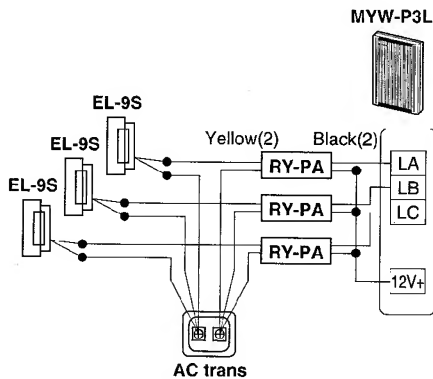 MYW-P3L
EL-9S
Yellow(2) Black(2)
EL-9S
RY-PA
LA
EL-9S
RY-PA
LB
LC
RY-PA
12V+
AC trans